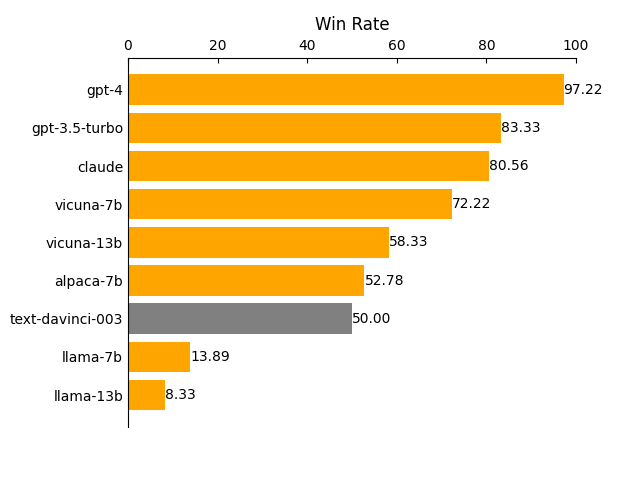 Win Rate
0 20 40 60 80 100
gpt-4 97.22
gpt-3.5-turbo 83.33
claude 80.56
vicuna-7b 72.22
vicuna-13b 58.33
alpaca-7b 52.78
text-davinci-003 50.00
llama-7b 13.89
llama-13b 8.33